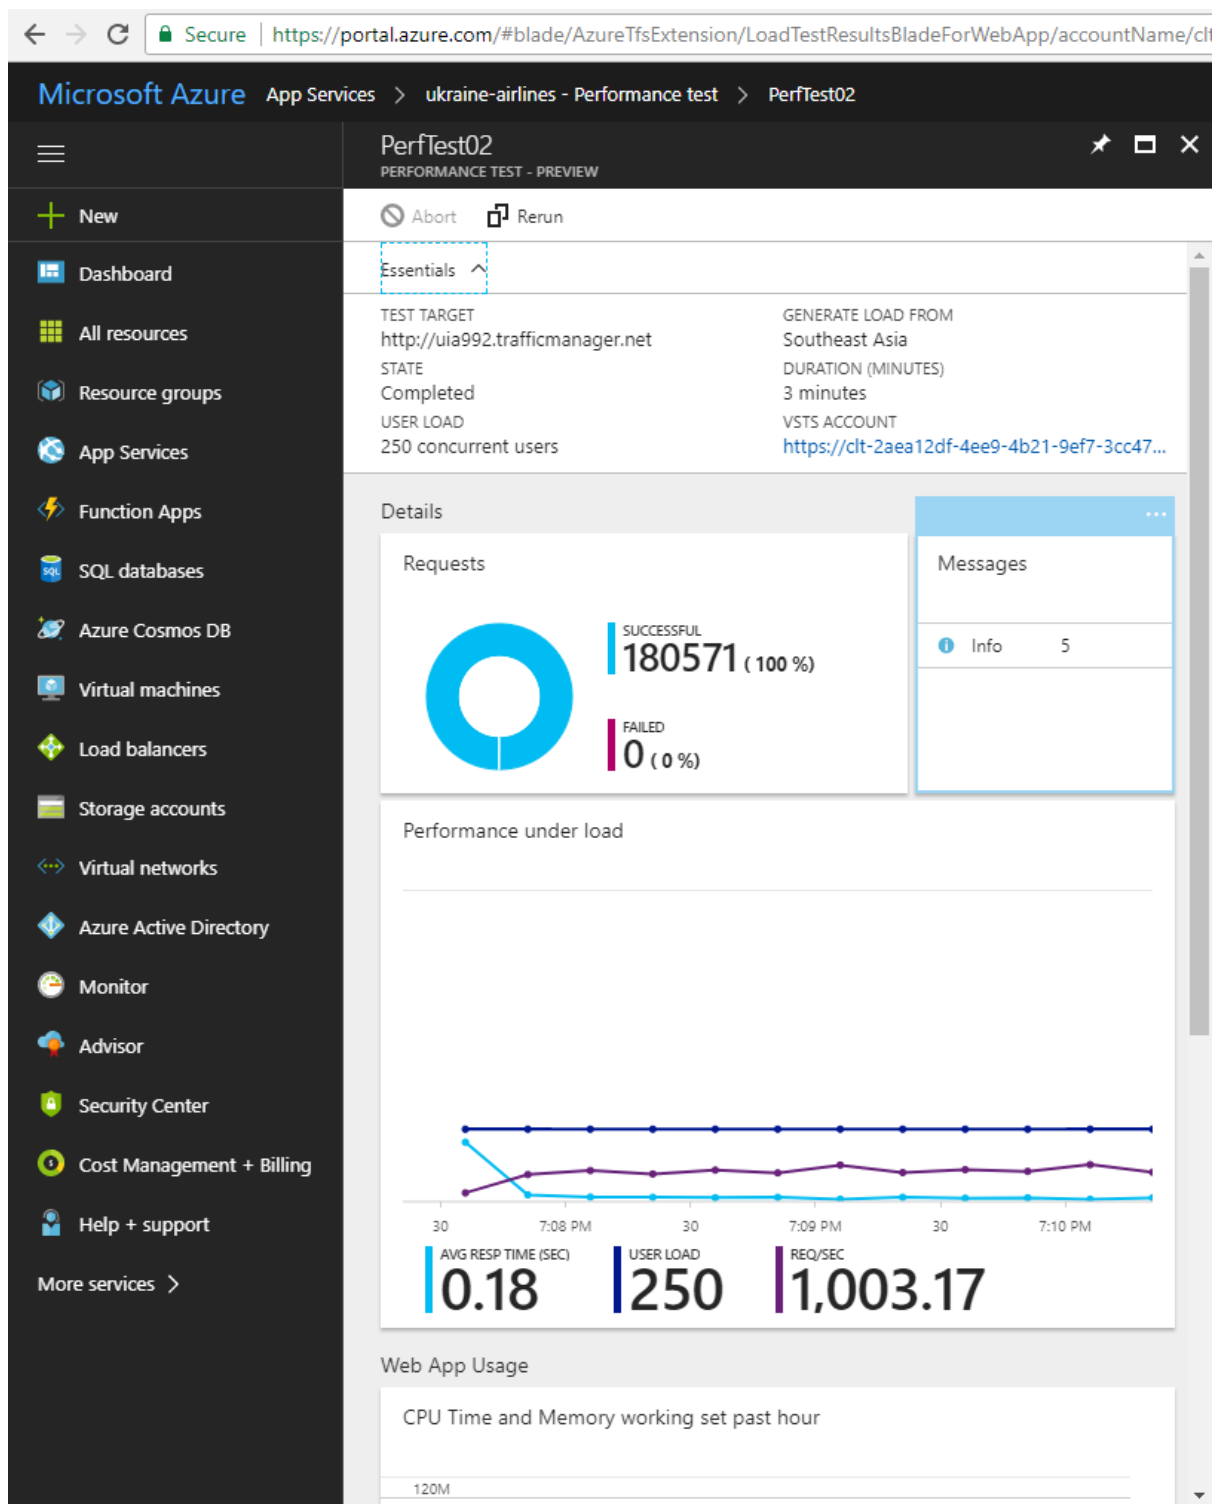 Secure | https://portal.azure.com/#blade/AzureTfsExtension/LoadTestResultsBladeForWebApp/accountName/clt
Microsoft Azure App Services > ukraine-airlines - Performance test > PerfTest02
PerfTest02
PERFORMANCE TEST - PREVIEW
New
Abort Rerun
Dashboard
All resources
Resource groups
App Services
Function Apps
SQL databases
Azure Cosmos DB
Virtual machines
Load balancers
Storage accounts
Virtual networks
Azure Active Directory
Monitor
Advisor
Security Center
Cost Management + Billing
Help + support
More services >
Essentials
TEST TARGET
http://uia992.trafficmanager.net
STATE
Completed
USER LOAD
250 concurrent users
GENERATE LOAD FROM
Southeast Asia
DURATION (MINUTES)
3 minutes
VSTS ACCOUNT
https://clt-2aea12df-4ee9-4b21-9ef7-3cc47...
Details
Requests
SUCCESSFUL
180571 ( 100 %)
FAILED
0 ( 0 %)
...
Messages
Info 5
Performance under load
30 7:08 PM 30 7:09 PM 30 7:10 PM
AVG RESP TIME (SEC)
0.18
USER LOAD
250
REQ/SEC
1,003.17
Web App Usage
CPU Time and Memory working set past hour
120M